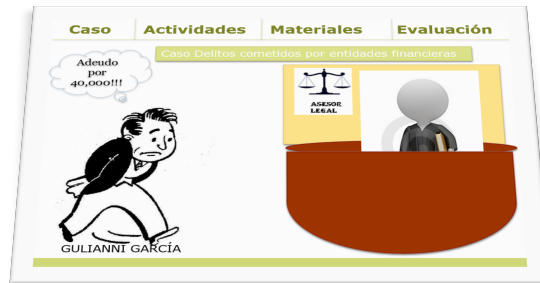 Caso Actividades Materiales Evaluación
Caso Delitos cometidos por entidades financieras
Adeudo
por
40,000!!!
ASESOR
LEGAL
GULIANNI GARCÍA